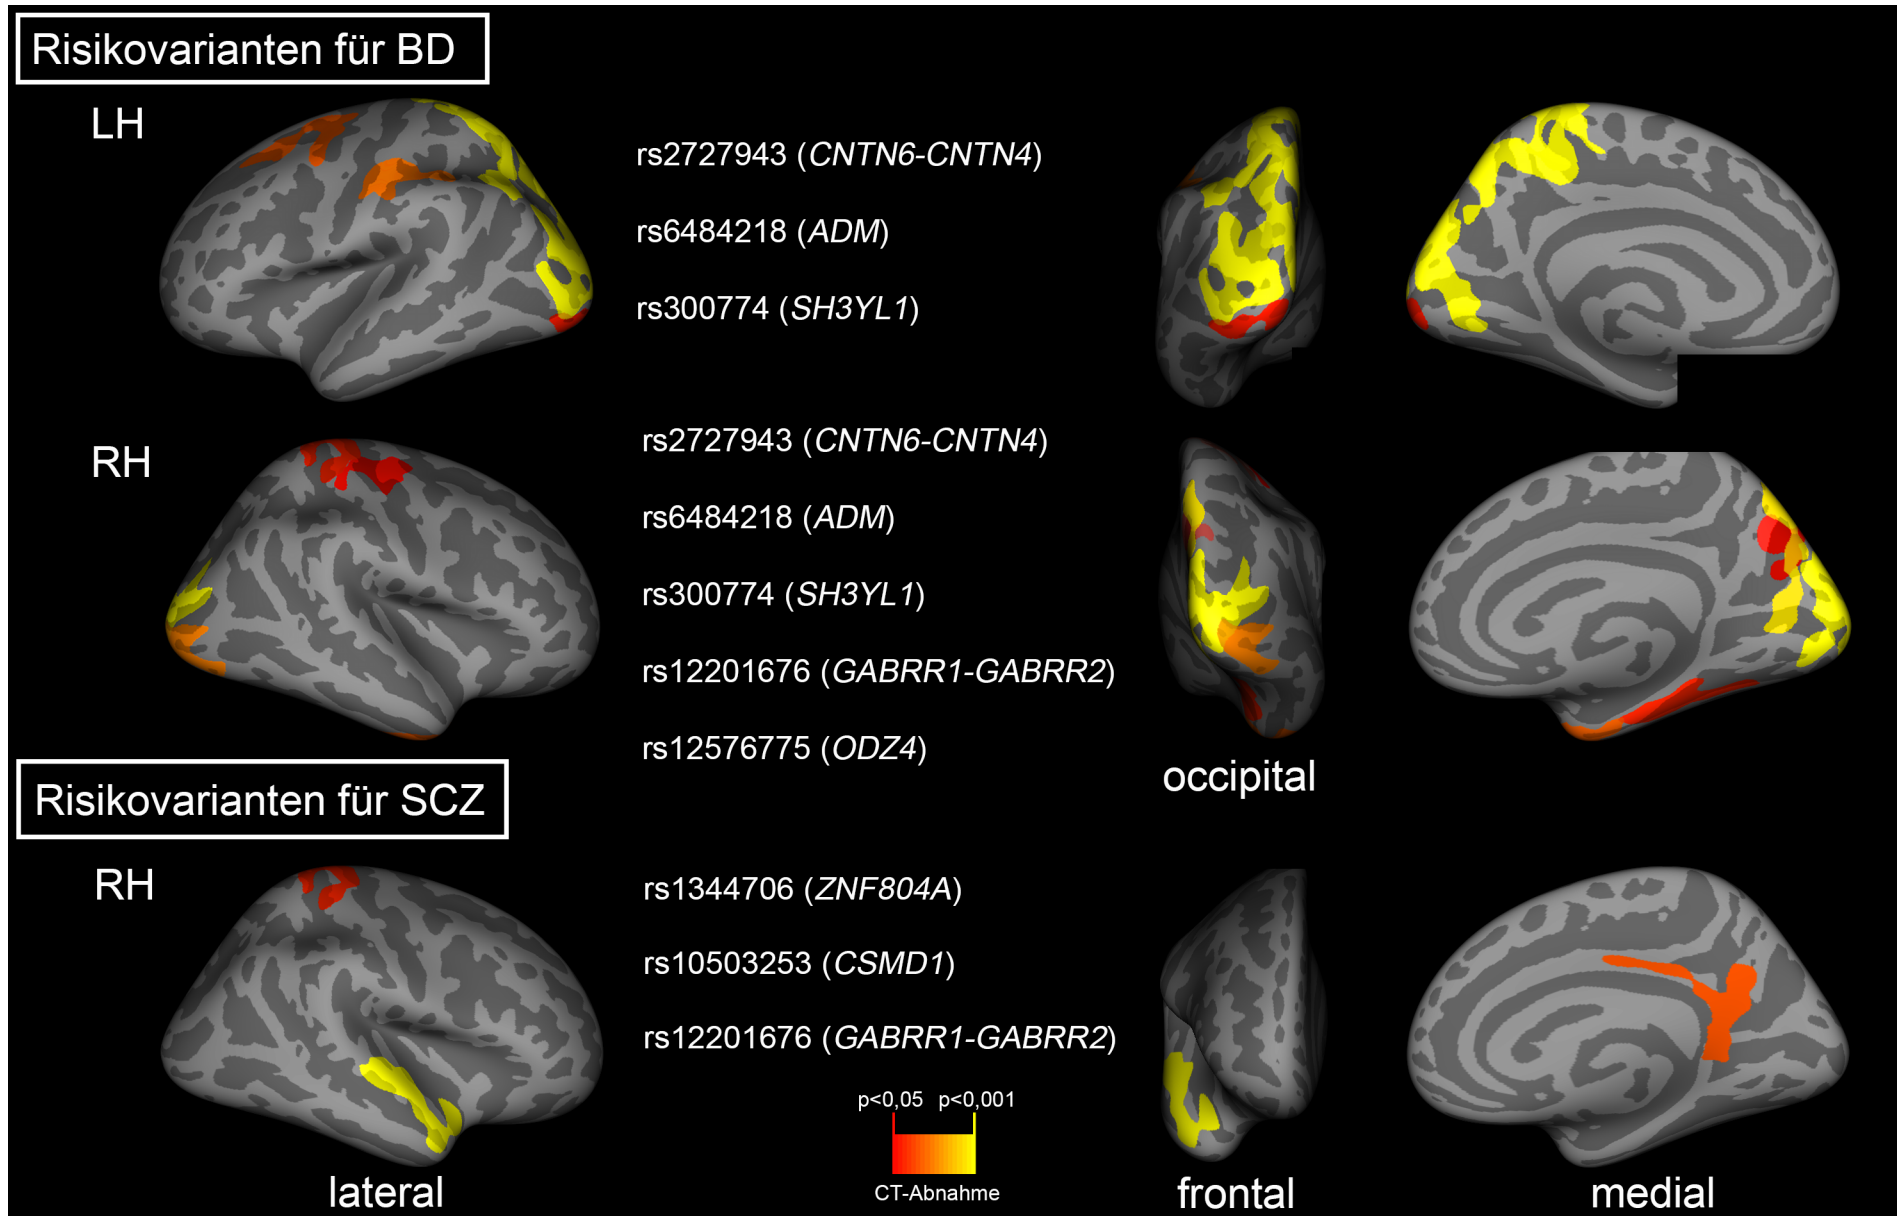 Risikovarianten für BD
LH
rs2727943 (CNTN6-CNTN4)
rs6484218 (ADM)
rs300774 (SH3YL1)
RH
rs2727943 (CNTN6-CNTN4)
rs6484218 (ADM)
rs300774 (SH3YL1)
rs12201676 (GABRR1-GABRR2)
rs12576775 (ODZ4)
occipital
Risikovarianten für SCZ
RH
rs1344706 (ZNF804A)
rs10503253 (CSMD1)
rs12201676 (GABRR1-GABRR2)
p<0,05 p<0,001
CT-Abnahme
lateral
frontal
medial